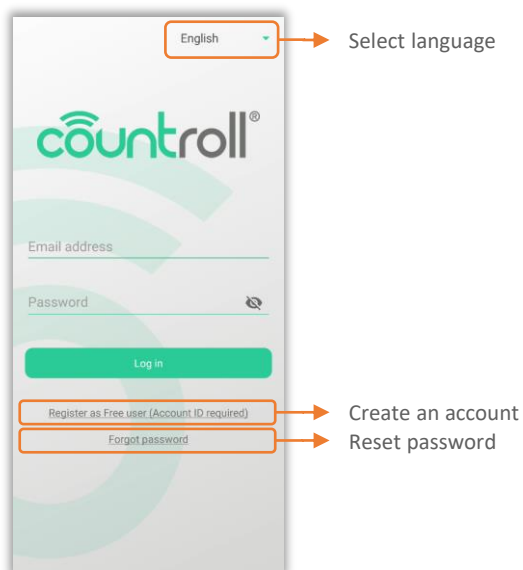 English
Select language
countroll®
Email address
Password
Log in
Register as Free user (Account ID required)
Create an account
Forgot password
Reset password